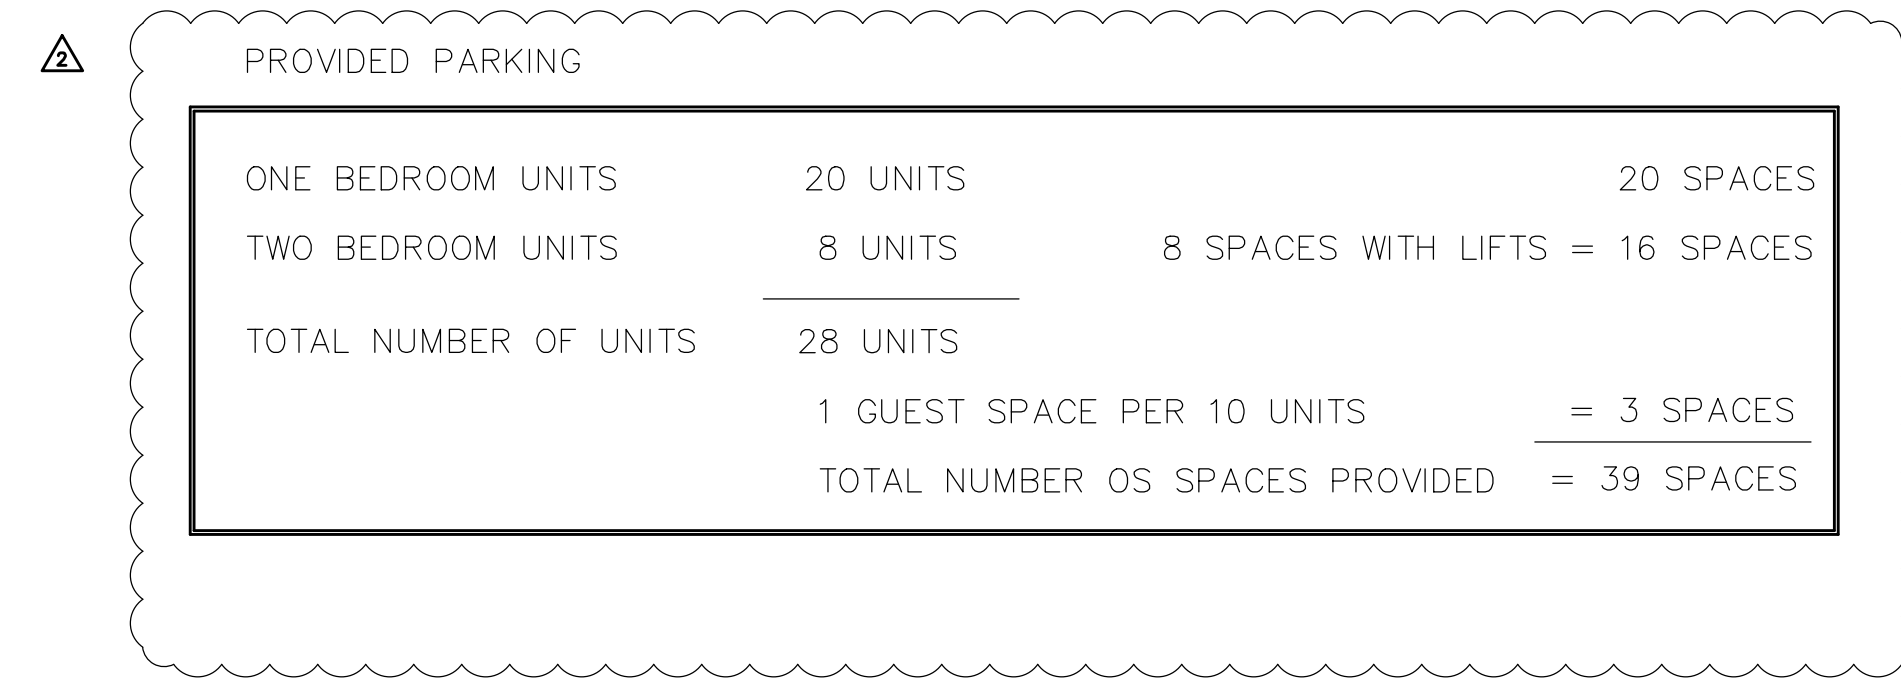 2
PROVIDED PARKING
ONE BEDROOM UNITS 20 UNITS 20 SPACES
TWO BEDROOM UNITS 8 UNITS 8 SPACES WITH LIFTS = 16 SPACES
TOTAL NUMBER OF UNITS 28 UNITS
1 GUEST SPACE PER 10 UNITS = 3 SPACES
TOTAL NUMBER OS SPACES PROVIDED = 39 SPACES